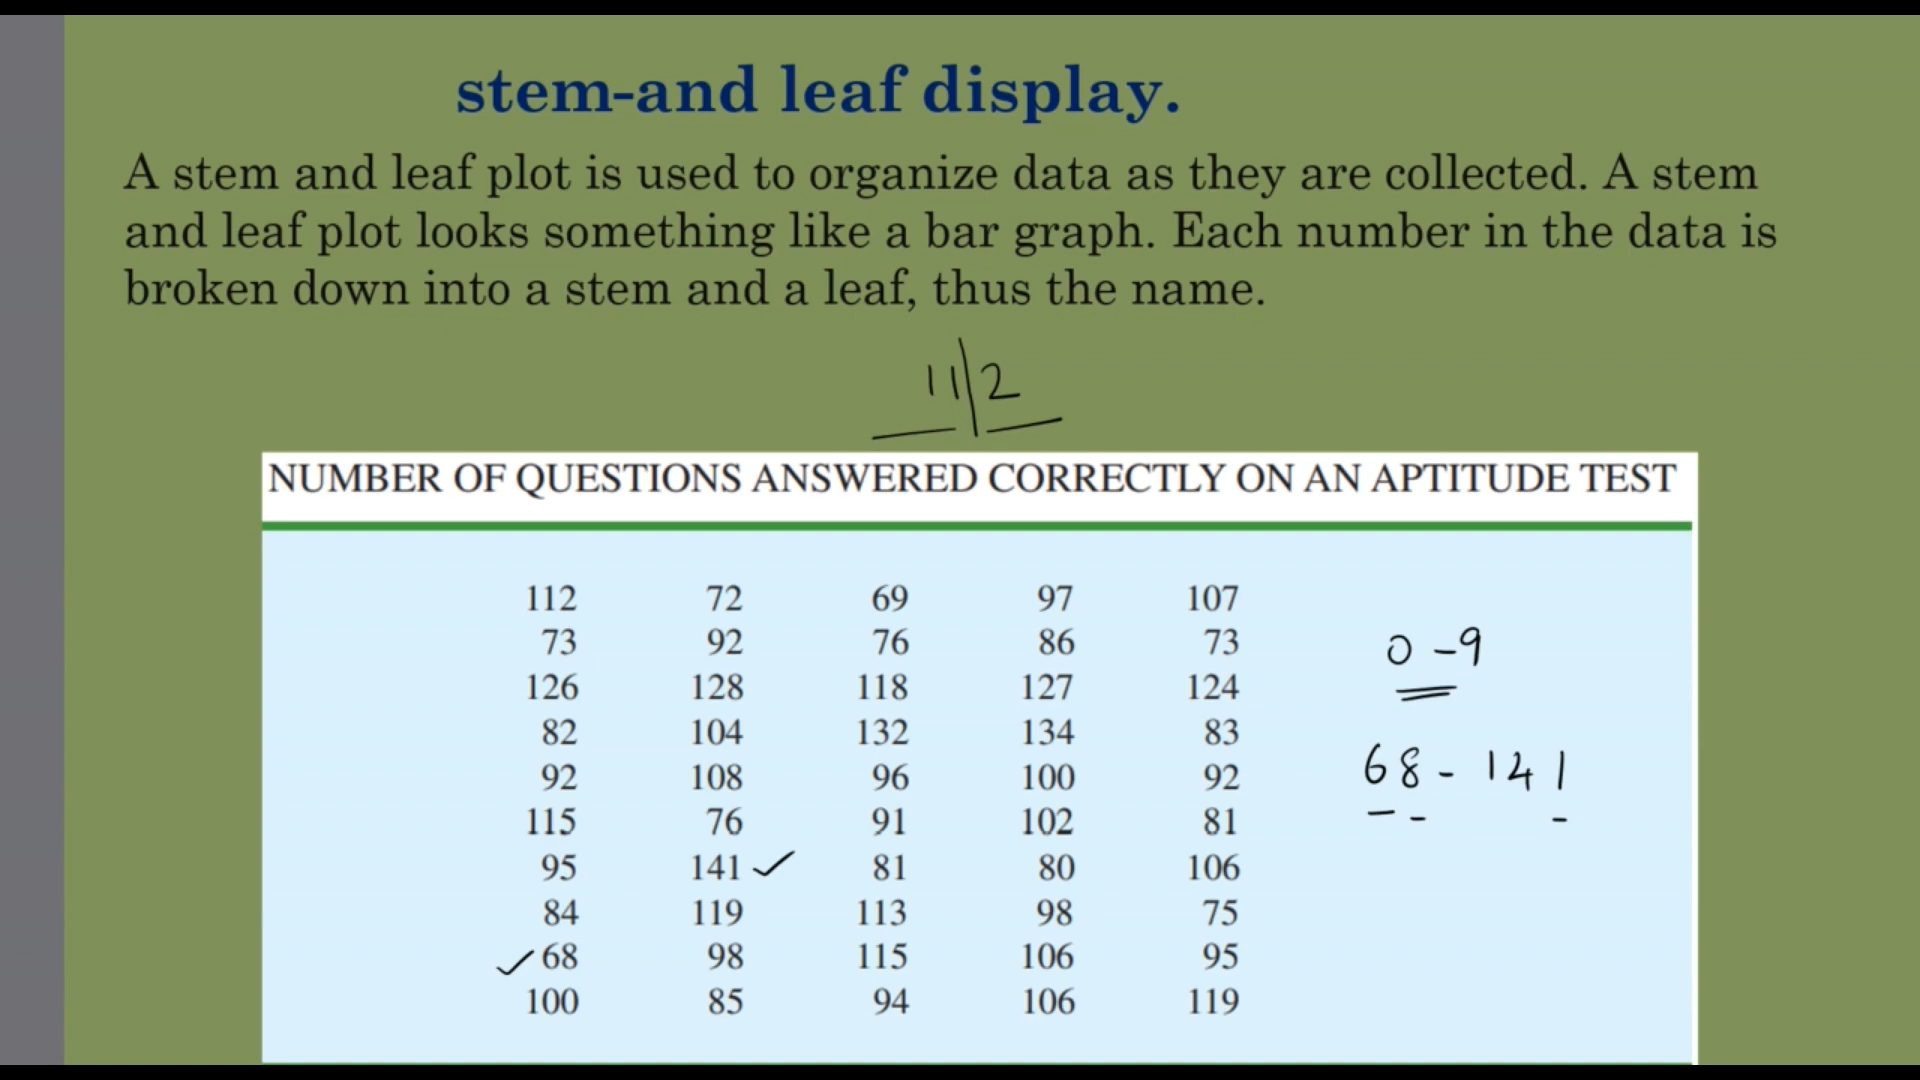 stem-and leaf display.
A stem and leaf plot is used to organize data as they are collected. A stem
and leaf plot looks something like a bar graph. Each number in the data is
broken down into a stem and a leaf, thus the name.
11|2
NUMBER OF QUESTIONS ANSWERED CORRECTLY ON AN APTITUDE TEST
112 72 69 97 107
73 92 76 86 73
0 - 9
126 128 118 127 124
82 104 132 134 83
68 - 141
92 108 96 100 92
115 76 91 102 81
95 141 ✓ 81 80 106
84 119 113 98 75
✓ 68 98 115 106 95
100 85 94 106 119